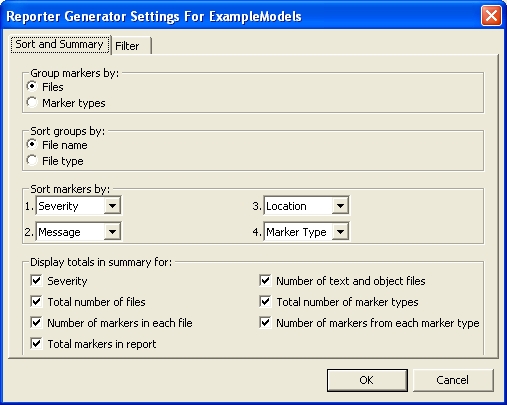 Reporter Generator Settings For ExampleModels
Sort and Summary Filter
Group markers by:
Files
Marker types
Sort groups by:
File name
File type
Sort markers by:
1. Severity 3. Location
2. Message 4. Marker Type
Display totals in summary for:
Severity Number of text and object files
Total number of files Total number of marker types
Number of markers in each file Number of markers from each marker type
Total markers in report
OK Cancel